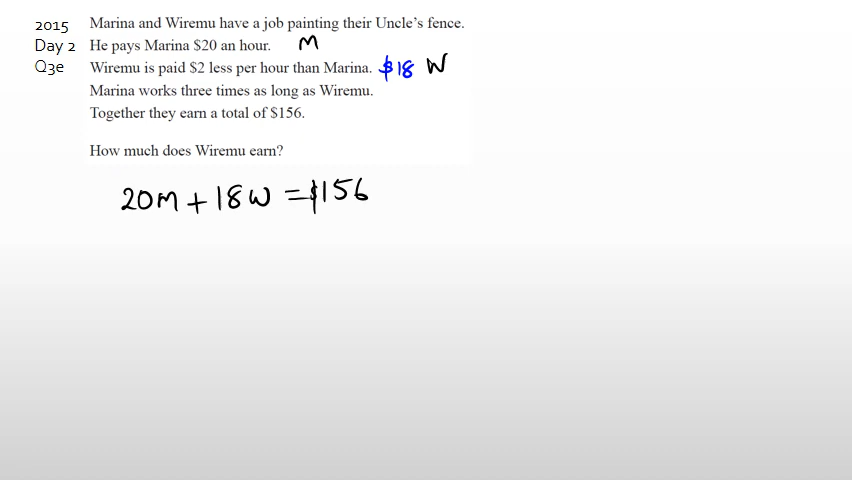 2015
Day 2
Q3e
Marina and Wiremu have a job painting their Uncle's fence.
He pays Marina $20 an hour. M
Wiremu is paid $2 less per hour than Marina. $18 W
Marina works three times as long as Wiremu.
Together they earn a total of $156.
How much does Wiremu earn?
20M + 18W = $156